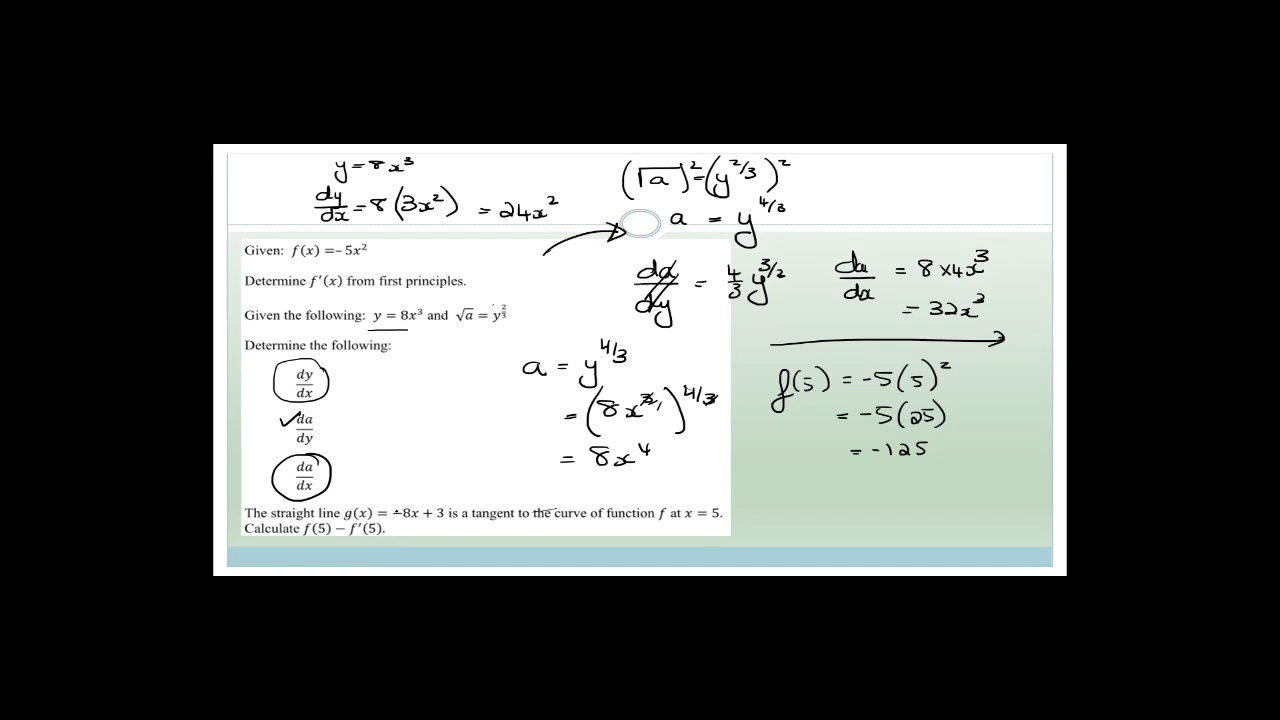 y = 8x³
dy/dx = 8(3x²) = 24x²
(√a)² = (y^2/3)²
a = y^4/3
Given: f(x) =– 5x²
Determine f′(x) from first principles.
Given the following: y = 8x³ and √a = y^2/3
Determine the following:
dy/dx
da/dy
da/dx
The straight line g(x) = −8x + 3 is a tangent to the curve of function f at x = 5.
Calculate f(5) − f′(5).
da/dy = 4/3 y^3/2
a = y^4/3
= (8x³)^4/3
= 8x⁴
da/dx = 8×4x³
= 32x³
f(5) = -5(5)²
= -5(25)
= -125